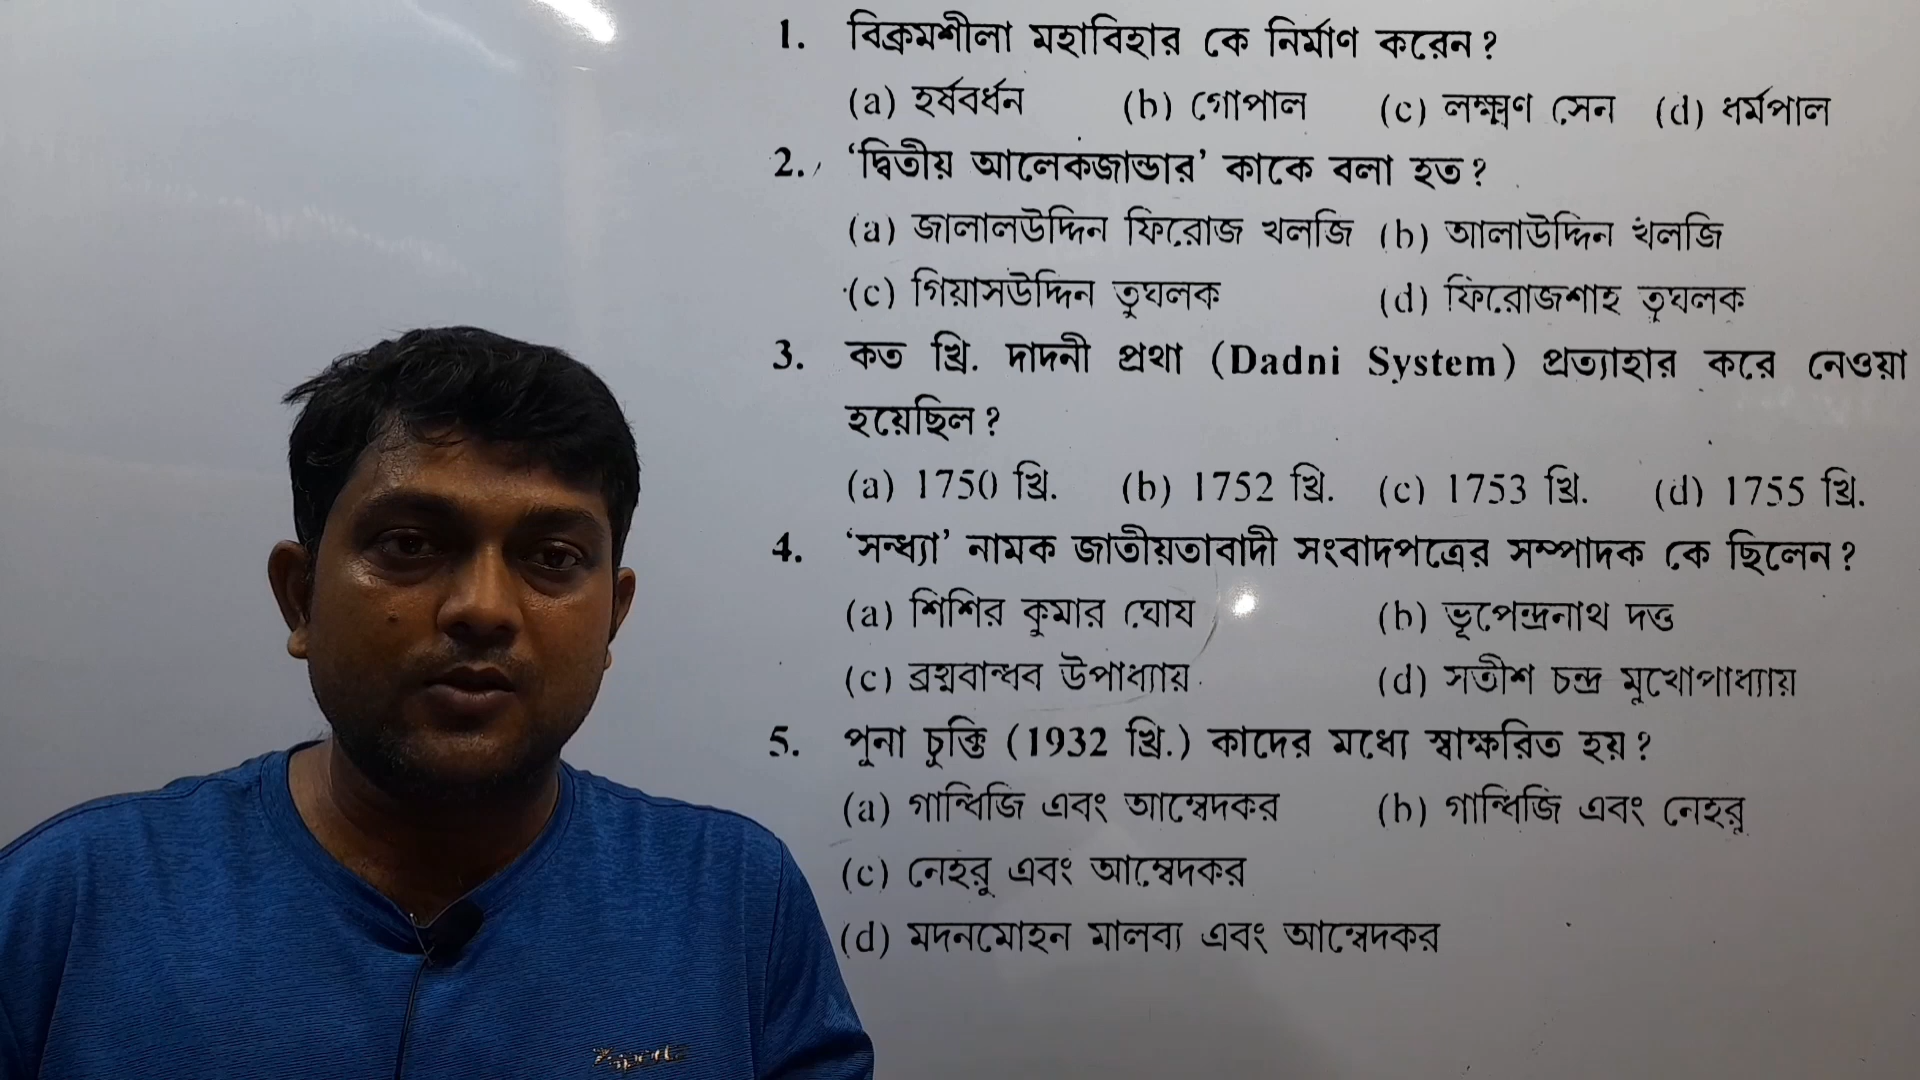 1. বিক্রমশীলা মহাবিহার কে নির্মাণ করেন ?
(a) হর্ষবর্ধন (b) গোপাল (c) লক্ষ্মণ সেন (d) ধর্মপাল
2. ‘দ্বিতীয় আলেকজান্ডার’ কাকে বলা হত ?
(a) জালালউদ্দিন ফিরোজ খলজি (b) আলাউদ্দিন খলজি
(c) গিয়াসউদ্দিন তুঘলক (d) ফিরোজশাহ তুঘলক
3. কত খ্রি. দাদনী প্রথা (Dadni System) প্রত্যাহার করে নেওয়া
হয়েছিল ?
(a) 1750 খ্রি. (b) 1752 খ্রি. (c) 1753 খ্রি. (d) 1755 খ্রি.
4. ‘সন্ধ্যা’ নামক জাতীয়তাবাদী সংবাদপত্রের সম্পাদক কে ছিলেন ?
(a) শিশির কুমার ঘোষ (b) ভূপেন্দ্রনাথ দত্ত
(c) ব্রহ্মবান্ধব উপাধ্যায় (d) সতীশ চন্দ্র মুখোপাধ্যায়
5. পুনা চুক্তি (1932 খ্রি.) কাদের মধ্যে স্বাক্ষরিত হয় ?
(a) গান্ধিজি এবং আম্বেদকর (b) গান্ধিজি এবং নেহরু
(c) নেহরু এবং আম্বেদকর
(d) মদনমোহন মালব্য এবং আম্বেদকর